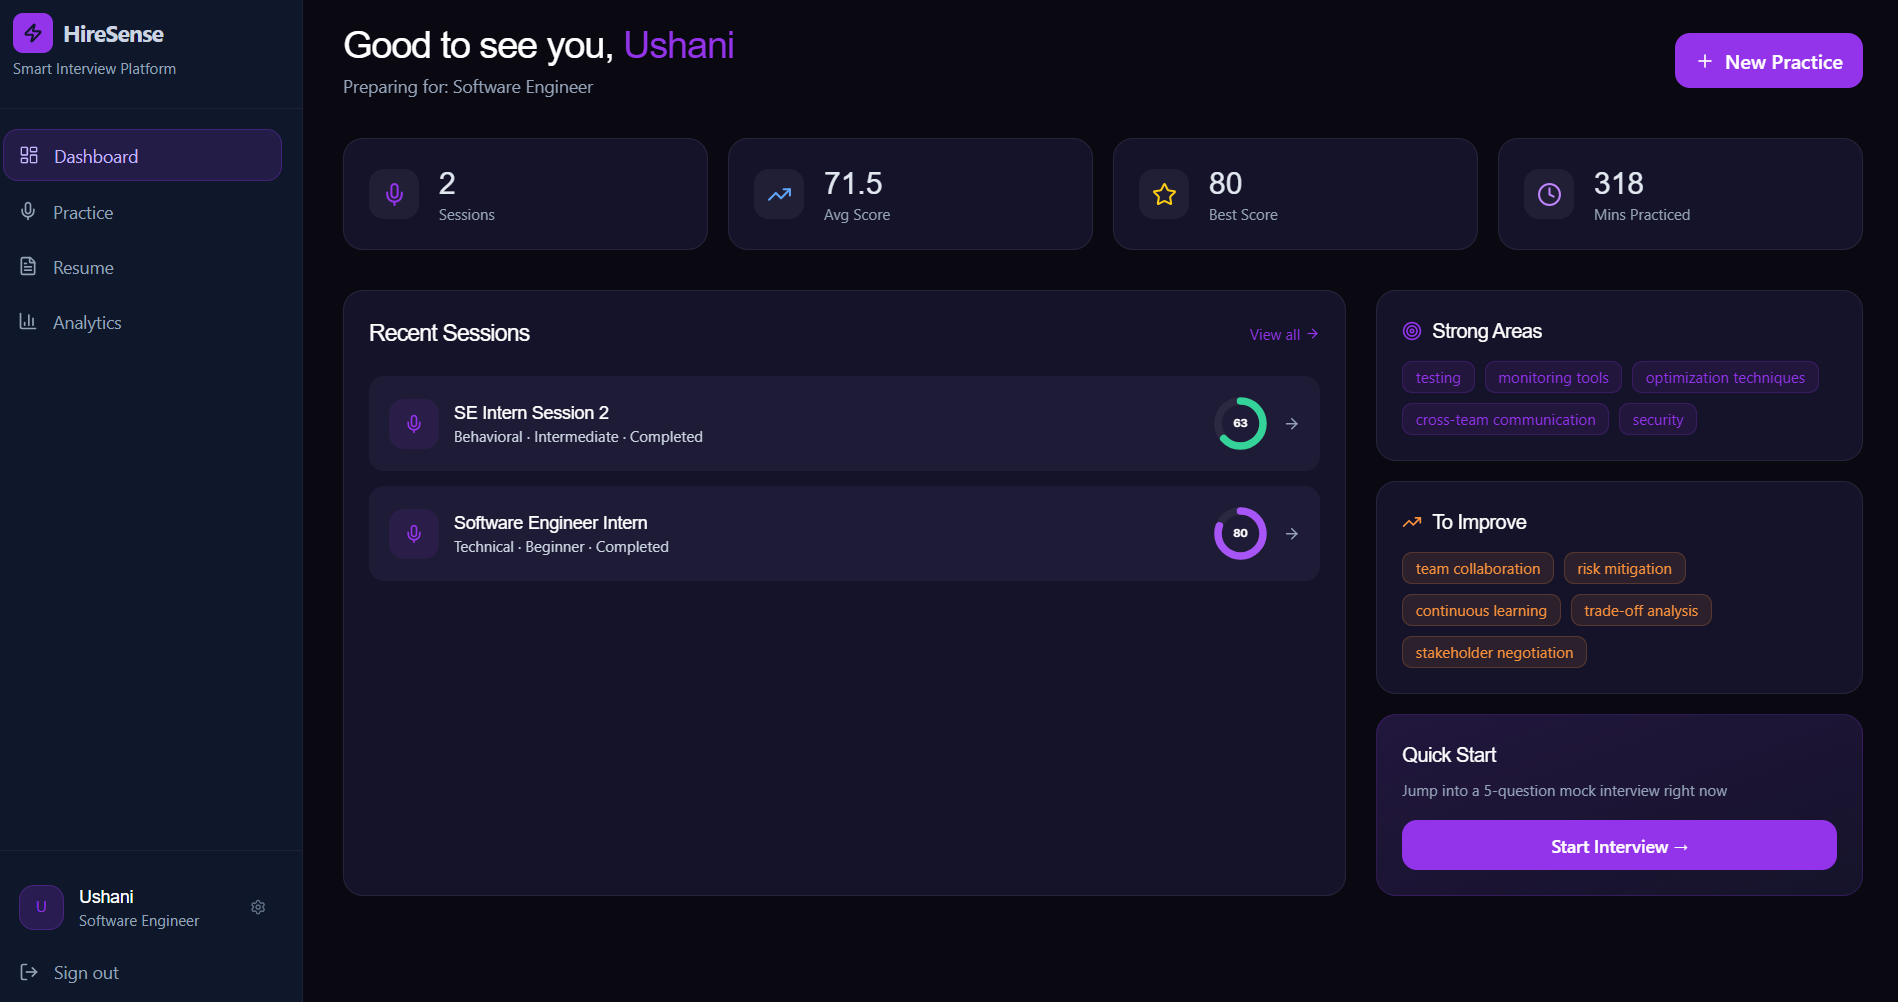 HireSense
Smart Interview Platform
Dashboard
Practice
Resume
Analytics
Ushani
U
Software Engineer
Sign out
Good to see you, Ushani
Preparing for: Software Engineer
+ New Practice
2
Sessions
71.5
Avg Score
80
Best Score
318
Mins Practiced
Recent Sessions
View all →
SE Intern Session 2
Behavioral · Intermediate · Completed
63 →
Software Engineer Intern
Technical · Beginner · Completed
80 →
Strong Areas
testing monitoring tools optimization techniques
cross-team communication security
To Improve
team collaboration risk mitigation
continuous learning trade-off analysis
stakeholder negotiation
Quick Start
Jump into a 5-question mock interview right now
Start Interview →